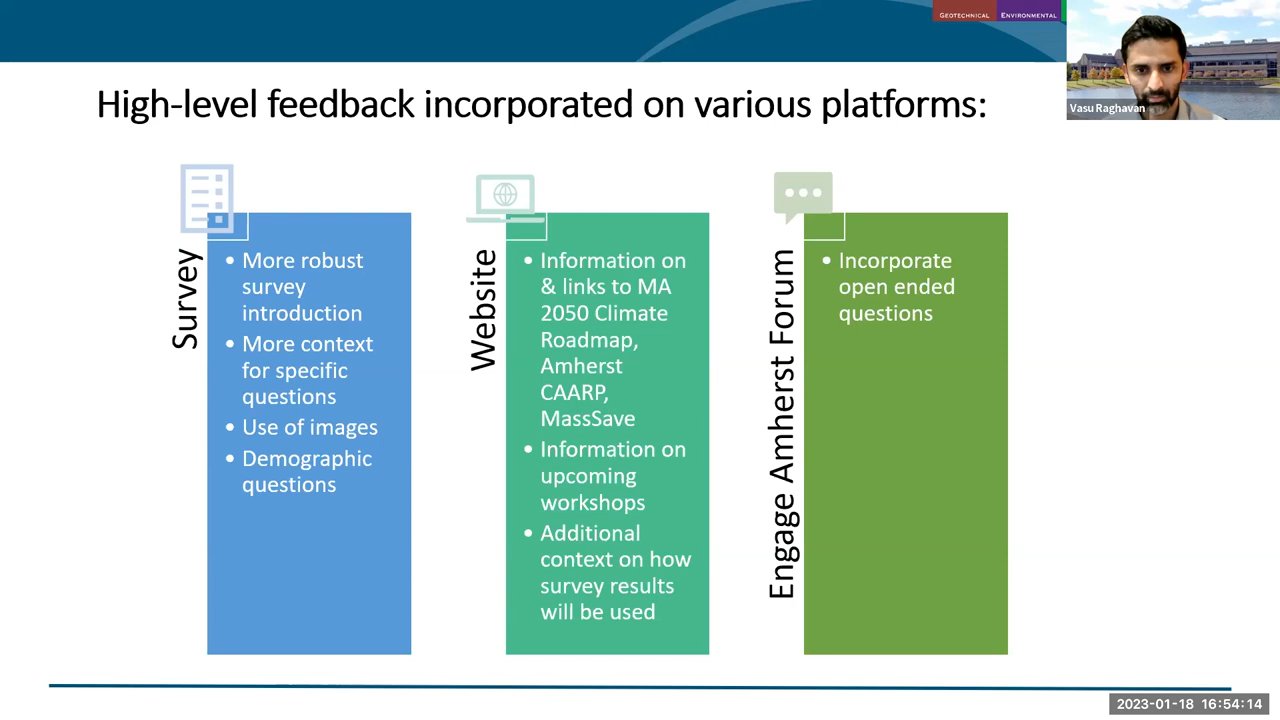 GEOTECHNICAL
ENVIRONMENTAL
Vasu Raghavan
High-level feedback incorporated on various platforms:
Survey
• More robust
survey
introduction
• More context
for specific
questions
• Use of images
• Demographic
questions
Website
• Information on
& links to MA
2050 Climate
Roadmap,
Amherst
CAARP,
MassSave
• Information on
upcoming
workshops
• Additional
context on how
survey results
will be used
Engage Amherst Forum
• Incorporate
open ended
questions
2023-01-18 16:54:14